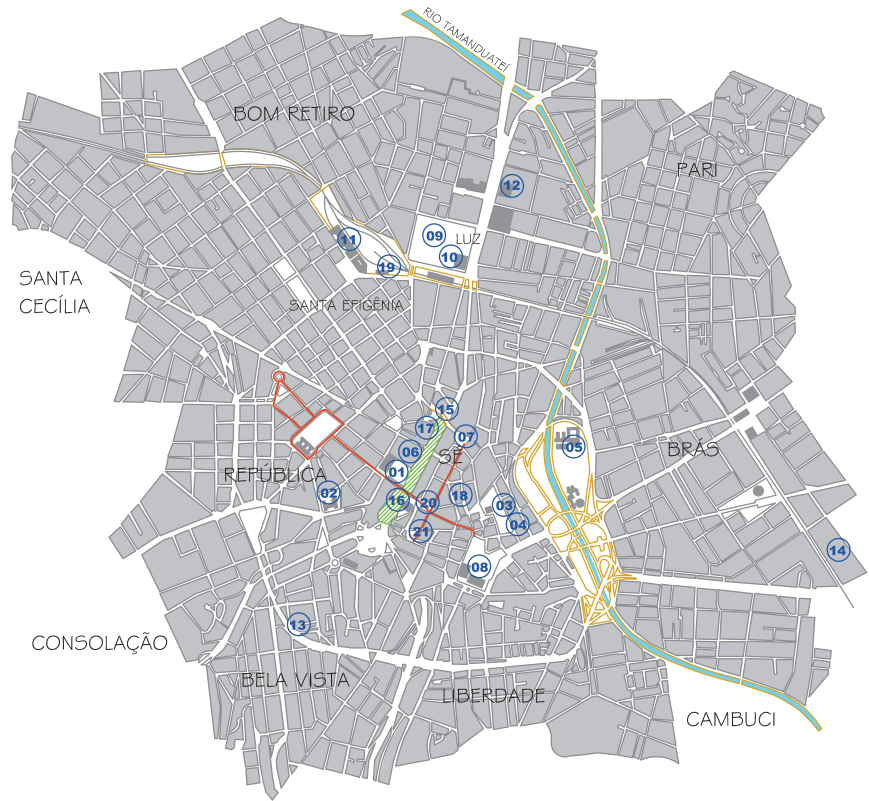 RIO TAMANDUATEÍ
BOM RETIRO
PARI
12
09
LUZ
11
10
19
SANTA
CECÍLIA
SANTA EFIGÊNIA
15
17
07
05
06
SÉ
BRÁS
01
REPÚBLICA
02
16
20
18
03
04
21
14
08
13
CONSOLAÇÃO
BELA VISTA
LIBERDADE
CAMBUCI